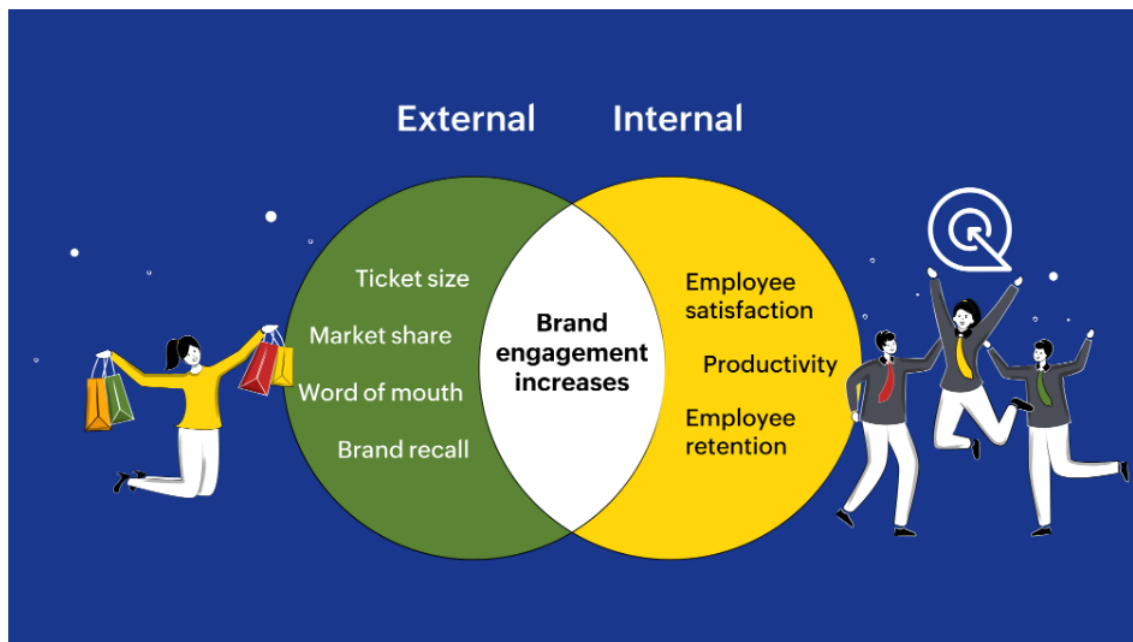 External
Internal
Ticket size
Market share
Word of mouth
Brand recall
Brand
engagement
increases
Employee
satisfaction
Productivity
Employee
retention